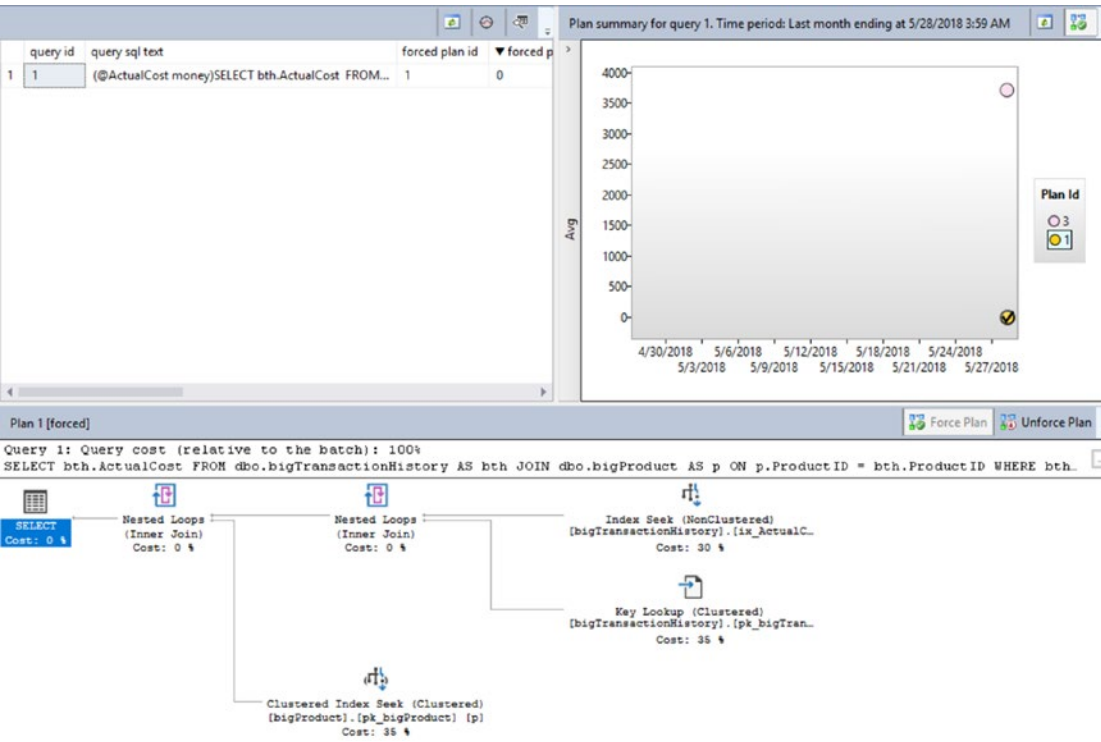 Plan summary for query 1. Time period: Last month ending at 5/28/2018 3:59 AM
query id query sql text forced plan id ▼ forced p
1 1 (@ActualCost money)SELECT bth.ActualCost FROM... 1 0
4000
3500
3000
2500
2000
1500
1000
500
0
Avg
4/30/2018 5/6/2018 5/12/2018 5/18/2018 5/24/2018
5/3/2018 5/9/2018 5/15/2018 5/21/2018 5/27/2018
Plan Id
3
1
Plan 1 [forced] Force Plan Unforce Plan
Query 1: Query cost (relative to the batch): 100%
SELECT bth.ActualCost FROM dbo.bigTransactionHistory AS bth JOIN dbo.bigProduct AS p ON p.ProductID = bth.ProductID WHERE bth…
SELECT
Cost: 0 %
Nested Loops
(Inner Join)
Cost: 0 %
Nested Loops
(Inner Join)
Cost: 0 %
Index Seek (NonClustered)
[bigTransactionHistory].[ix_ActualC…
Cost: 30 %
Key Lookup (Clustered)
[bigTransactionHistory].[pk_bigTran…
Cost: 35 %
Clustered Index Seek (Clustered)
[bigProduct].[pk_bigProduct] [p]
Cost: 35 %